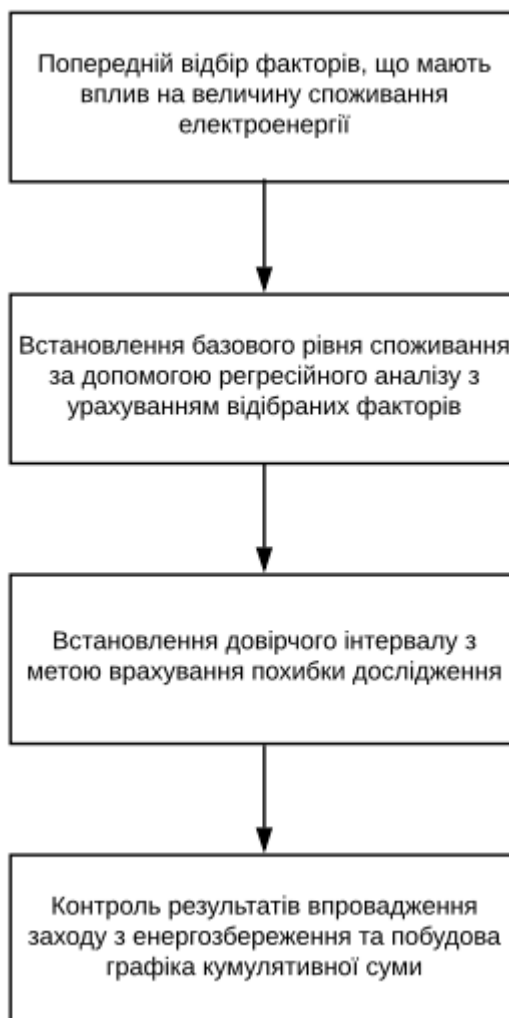 Попередній відбір факторів, що мають
вплив на величину споживання
електроенергії
Встановлення базового рівня споживання
за допомогою регресійного аналізу з
урахуванням відібраних факторів
Встановлення довірчого інтервалу з
метою врахування похибки дослідження
Контроль результатів впровадження
заходу з енергозбереження та побудова
графіка кумулятивної суми